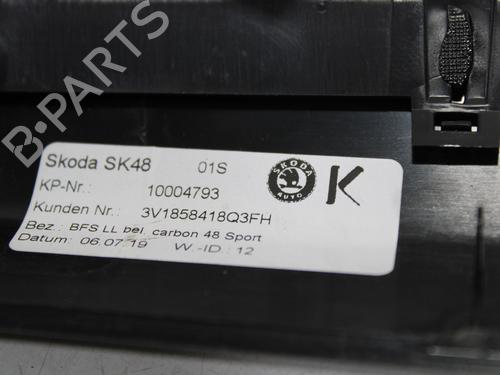 B-PARTS
Skoda SK48 01S
KP-Nr.: 10004793
Kunden Nr.: 3V1858418Q3FH
Bez.: BFS LL bel. carbon 48 Sport
Datum: 06.07.19 W.-ID.: 12
SKODA
AUTO
K